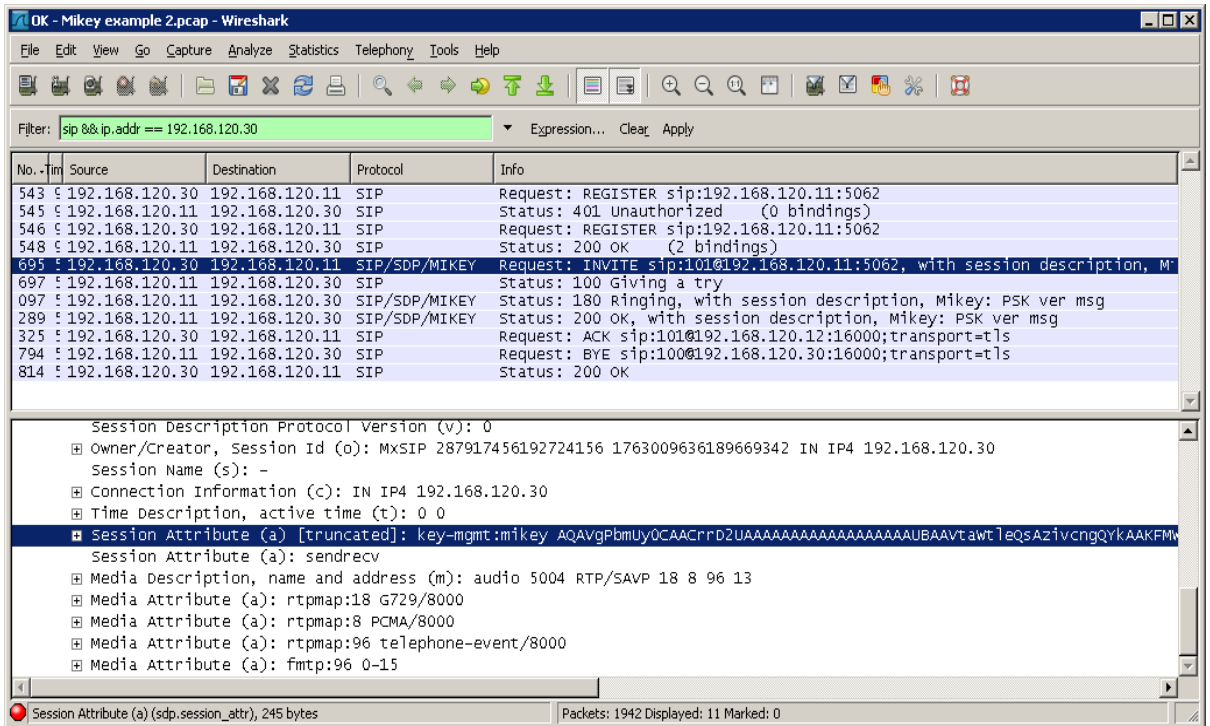 OK - Mikey example 2.pcap - Wireshark
File Edit View Go Capture Analyze Statistics Telephony Tools Help
Filter: sip && ip.addr == 192.168.120.30 Expression... Clear Apply
No. Tim Source Destination Protocol Info
543 192.168.120.30 192.168.120.11 SIP Request: REGISTER sip:192.168.120.11:5062
545 192.168.120.11 192.168.120.30 SIP Status: 401 Unauthorized (0 bindings)
546 192.168.120.30 192.168.120.11 SIP Request: REGISTER sip:192.168.120.11:5062
548 192.168.120.11 192.168.120.30 SIP Status: 200 OK (2 bindings)
695 192.168.120.30 192.168.120.11 SIP/SDP/MIKEY Request: INVITE sip:101@192.168.120.11:5062, with session description,
697 192.168.120.11 192.168.120.30 SIP Status: 100 Giving a try
097 192.168.120.11 192.168.120.30 SIP/SDP/MIKEY Status: 180 Ringing, with session description, Mikey: PSK ver msg
289 192.168.120.11 192.168.120.30 SIP/SDP/MIKEY Status: 200 OK, with session description, Mikey: PSK ver msg
325 192.168.120.30 192.168.120.11 SIP Request: ACK sip:101@192.168.120.12:16000;transport=tls
794 192.168.120.11 192.168.120.30 SIP Request: BYE sip:100@192.168.120.30:16000;transport=tls
814 192.168.120.30 192.168.120.11 SIP Status: 200 OK
Session Description Protocol Version (v): 0
Owner/Creator, Session Id (o): MxSIP 287917456192724156 1763009636189669342 IN IP4 192.168.120.30
Session Name (s): -
Connection Information (c): IN IP4 192.168.120.30
Time Description, active time (t): 0 0
Session Attribute (a) [truncated]: key-mgmt:mikey
Session Attribute (a): sendrecv
Media Description, name and address (m): audio 5004 RTP/SAVP 18 8 96 13
Media Attribute (a): rtpmap:18 G729/8000
Media Attribute (a): rtpmap:8 PCMA/8000
Media Attribute (a): rtpmap:96 telephone-event/8000
Media Attribute (a): fmtp:96 0-15
Session Attribute (a) (sdp.session_attr), 245 bytes Packets: 1942 Displayed: 11 Marked: 0